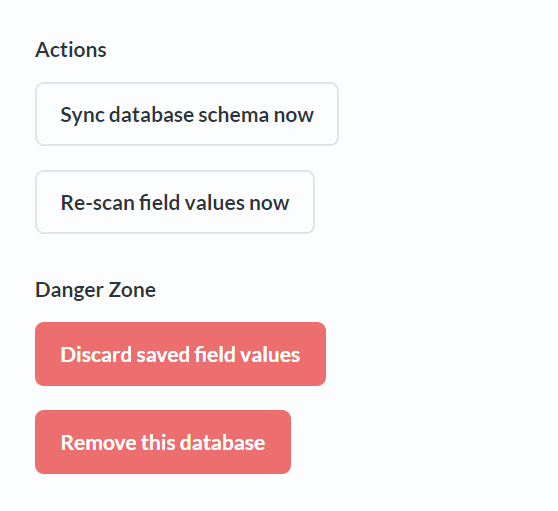 Actions
Sync database schema now
Re-scan field values now
Danger Zone
Discard saved field values
Remove this database